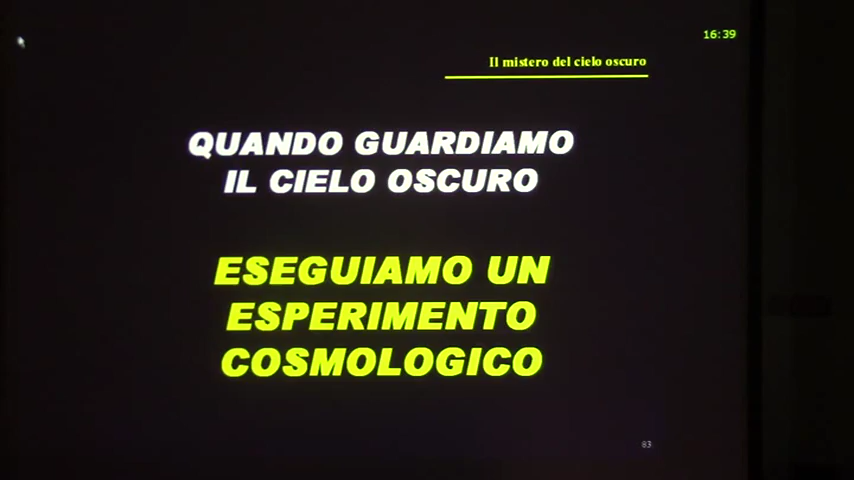 16:39
Il mistero del cielo oscuro
QUANDO GUARDIAMO
IL CIELO OSCURO
ESEGUIAMO UN
ESPERIMENTO
COSMOLOGICO
83